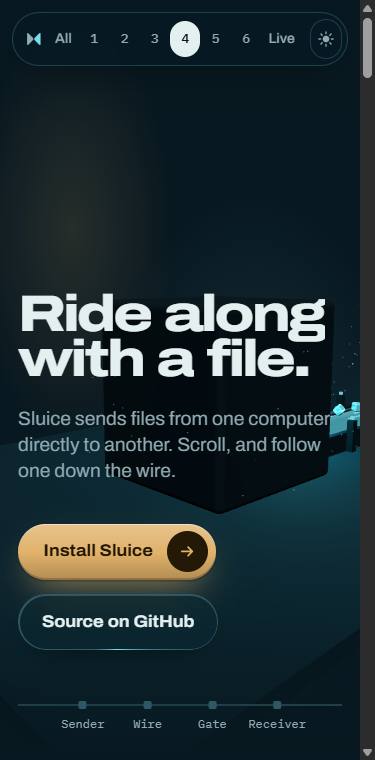 All 1 2 3 4 5 6 Live
Ride along
with a file.
Sluice sends files from one computer
directly to another. Scroll, and follow
one down the wire.
Install Sluice
Source on GitHub
Sender Wire Gate Receiver